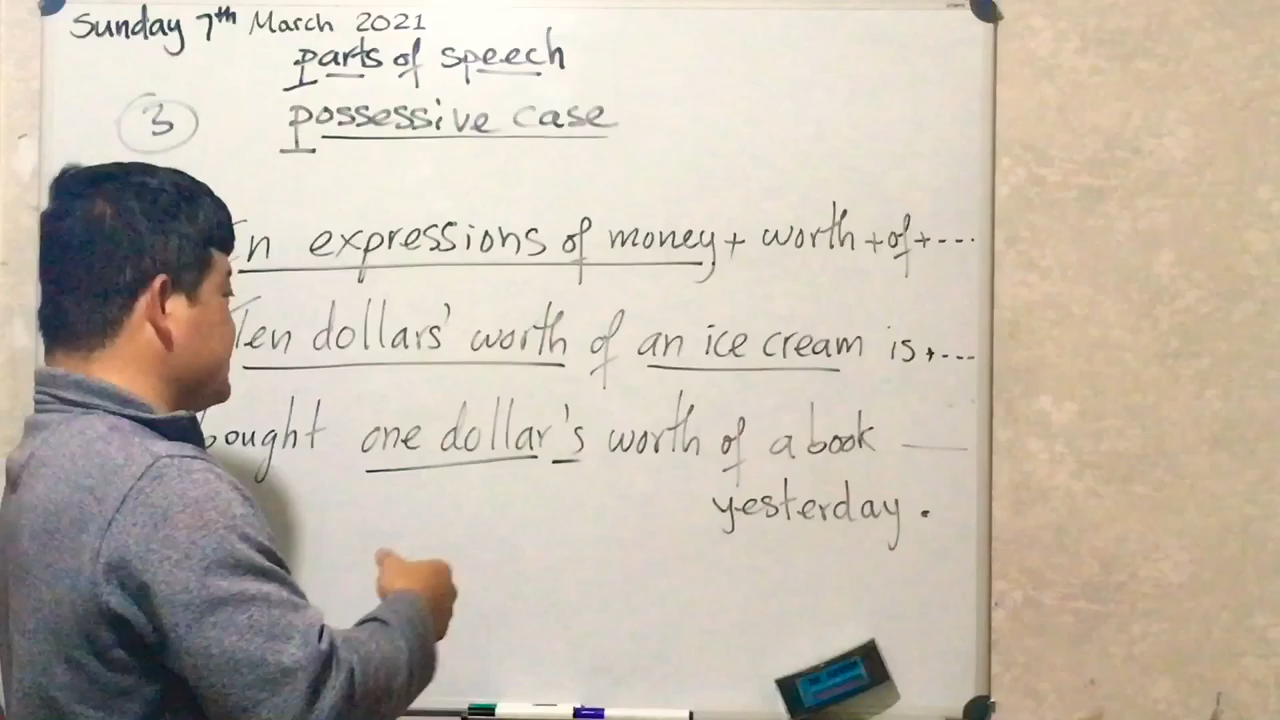 Sunday 7th March 2021
parts of speech
3
possessive case
In expressions of money + worth + of + ...
Ten dollars' worth of an ice cream is, ...
bought one dollar's worth of a book
yesterday.